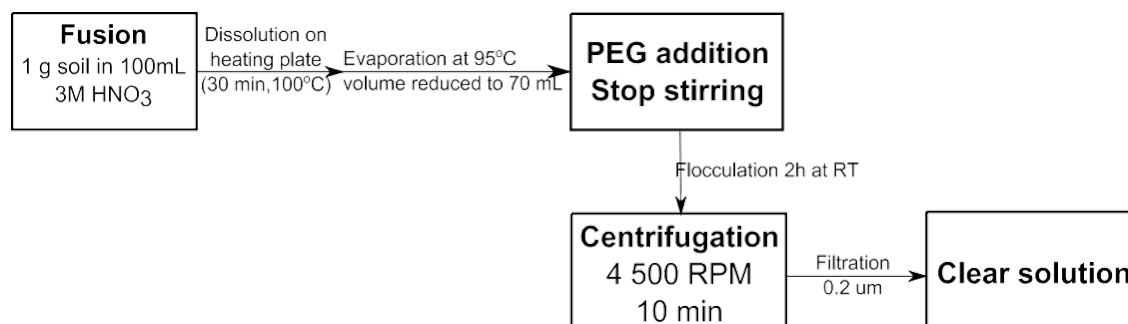 Fusion
1 g soil in 100mL
3M HNO3
Dissolution on
heating plate
(30 min,100°C)
Evaporation at 95°C
volume reduced to 70 mL
PEG addition
Stop stirring
Flocculation 2h at RT
Centrifugation
4 500 RPM
10 min
Filtration
0.2 um
Clear solution